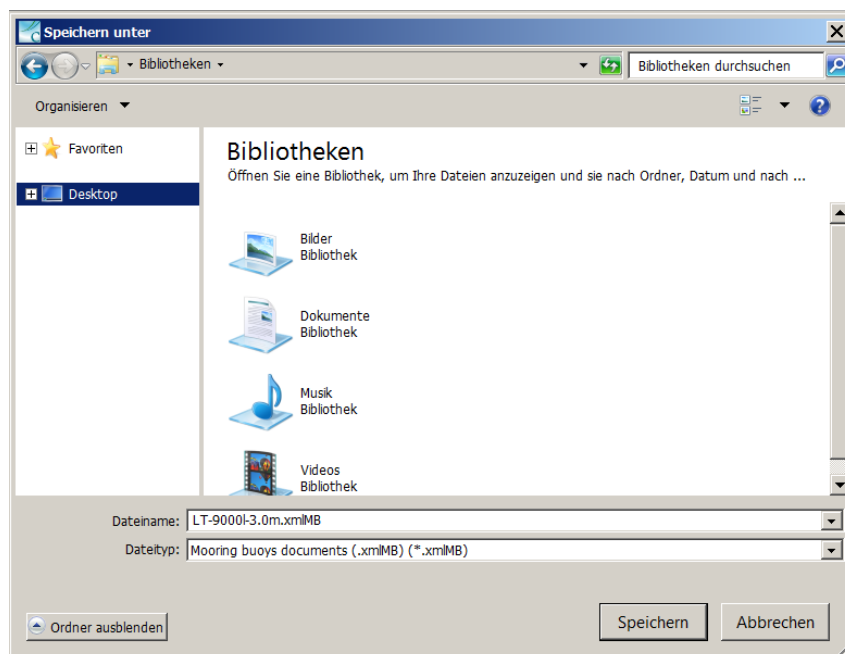 Speichern unter
Bibliotheken
Bibliotheken durchsuchen
Organisieren
Favoriten
Desktop
Bibliotheken
Öffnen Sie eine Bibliothek, um Ihre Dateien anzuzeigen und sie nach Ordner, Datum und nach ...
Bilder
Bibliothek
Dokumente
Bibliothek
Musik
Bibliothek
Videos
Bibliothek
Dateiname: LT-9000l-3.0m.xmlMB
Dateityp: Mooring buoys documents (.xmlMB) (*.xmlMB)
Ordner ausblenden
Speichern
Abbrechen